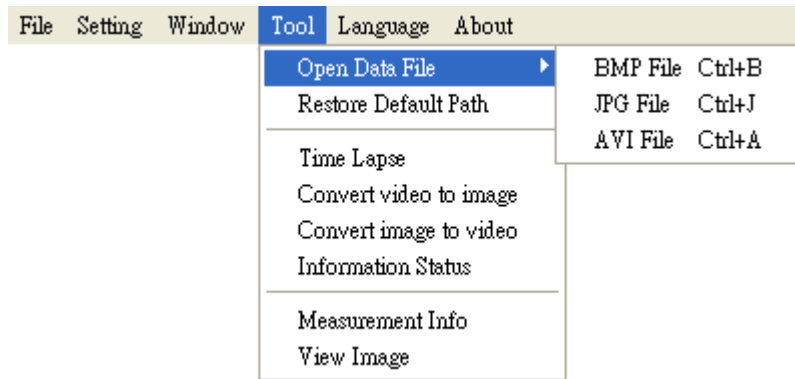 File Setting Window Tool Language About
Open Data File
Restore Default Path
Time Lapse
Convert video to image
Convert image to video
Information Status
Measurement Info
View Image
BMP File Ctrl+B
JPG File Ctrl+J
AVI File Ctrl+A